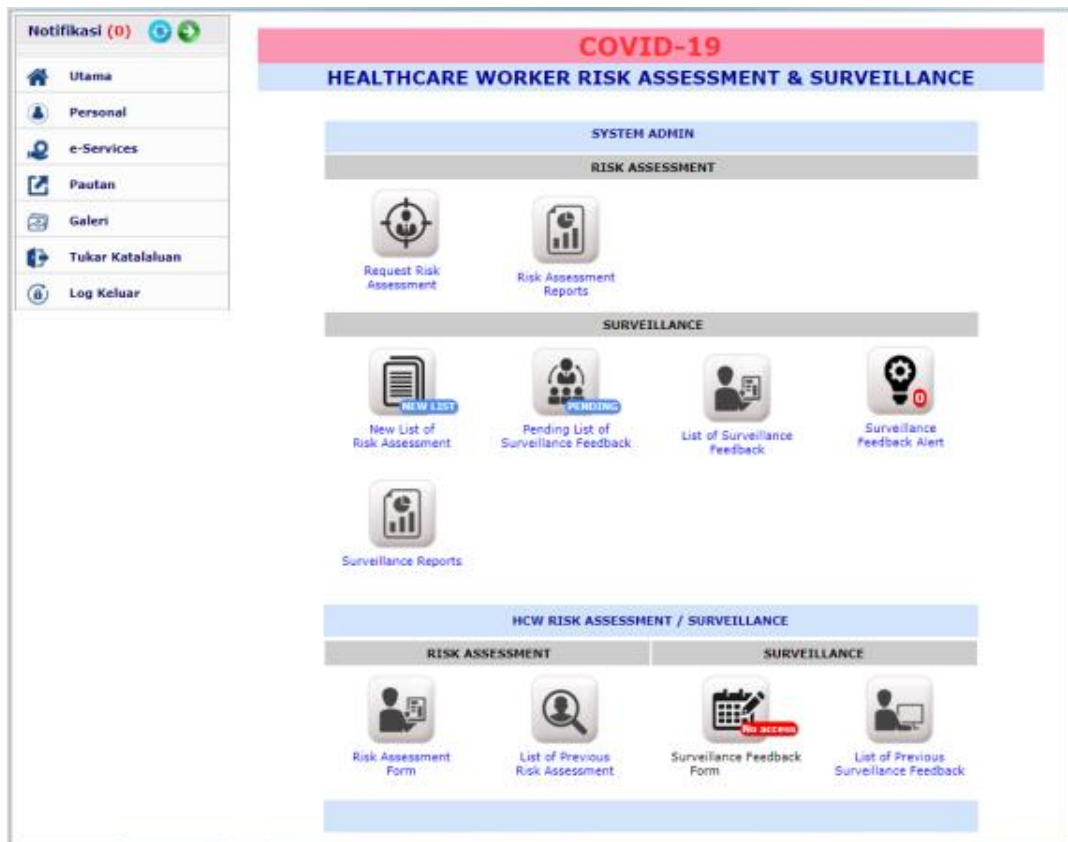 Notifikasi (0)
Utama
Personal
e-Services
Pautan
Galeri
Tukar Katalaluan
Log Keluar
COVID-19
HEALTHCARE WORKER RISK ASSESSMENT & SURVEILLANCE
SYSTEM ADMIN
RISK ASSESSMENT
Request Risk
Assessment
Risk Assessment
Reports
SURVEILLANCE
NEW LIST
New List of
Risk Assessment
PENDING
Pending List of
Surveillance Feedback
List of Surveillance
Feedback
0
Surveillance
Feedback Alert
Surveillance Reports
HCW RISK ASSESSMENT / SURVEILLANCE
RISK ASSESSMENT
SURVEILLANCE
Risk Assessment
Form
List of Previous
Risk Assessment
No access
Surveillance Feedback
Form
List of Previous
Surveillance Feedback